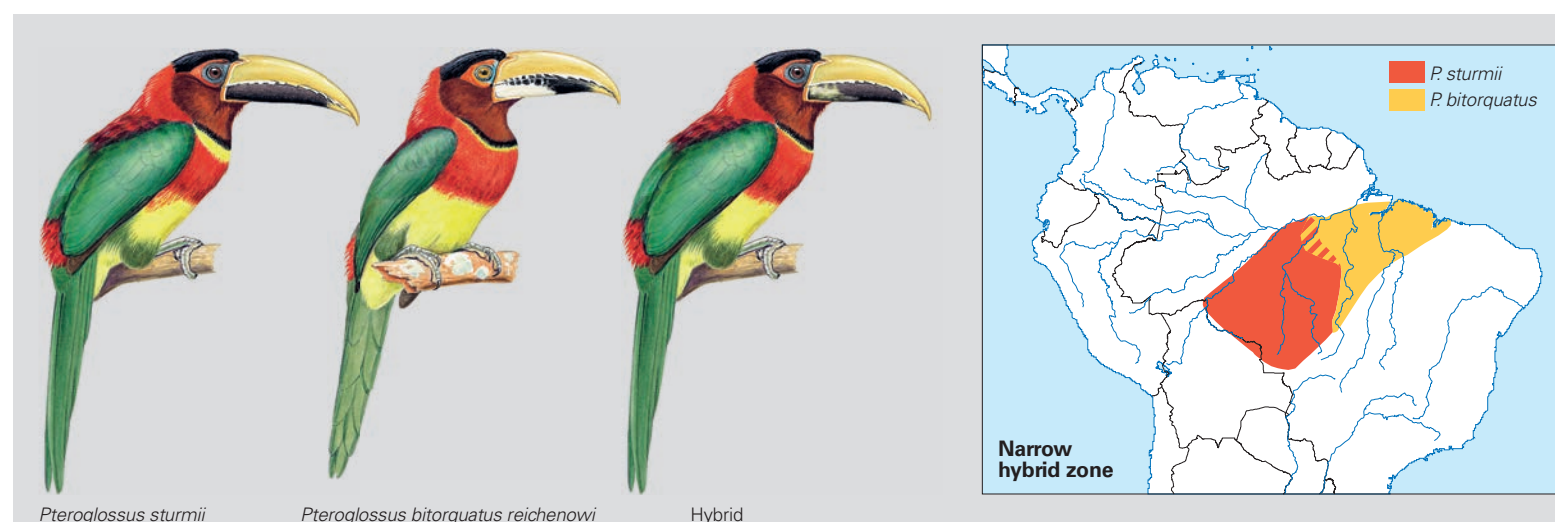 P. sturmii
P. bitorquatus
Narrow
hybrid zone
Pteroglossus sturmii
Pteroglossus bitorquatus reichenowi
Hybrid